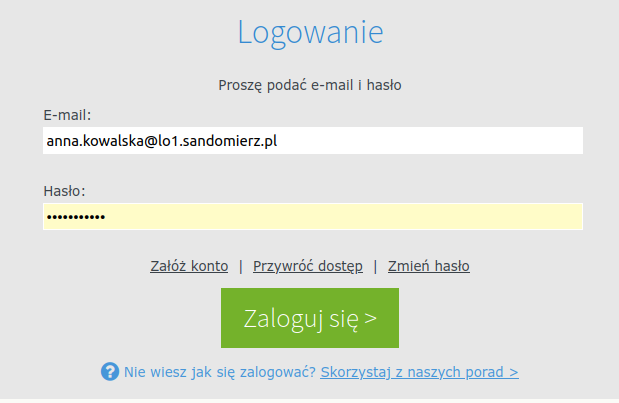 Logowanie
Proszę podać e-mail i hasło
E-mail:
anna.kowalska@lo1.sandomierz.pl
Hasło:
•••••••••••
Załóż konto | Przywróć dostęp | Zmień hasło
Zaloguj się >
? Nie wiesz jak się zalogować? Skorzystaj z naszych porad >